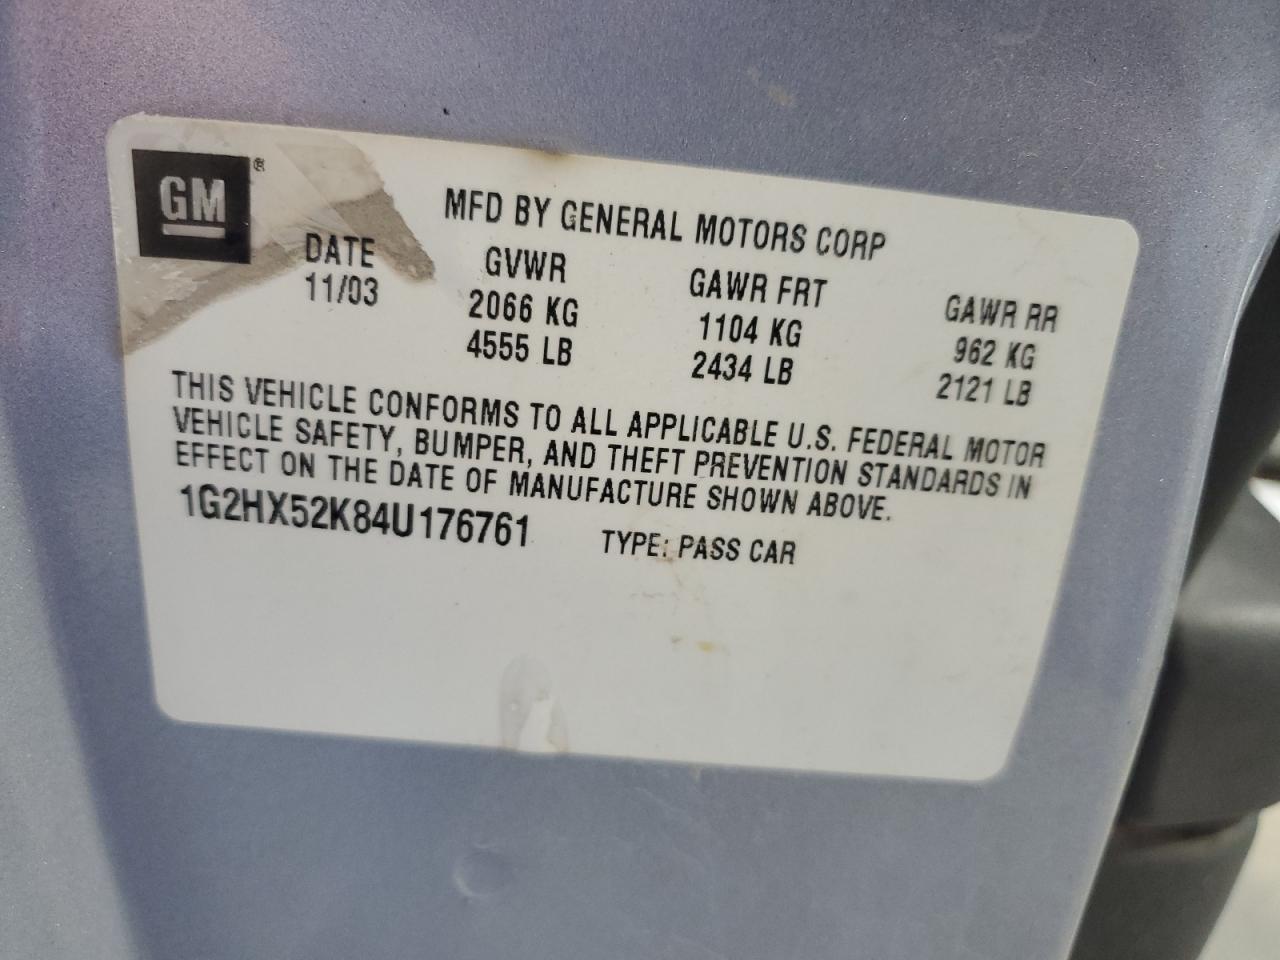 GM ®
MFD BY GENERAL MOTORS CORP
DATE GVWR GAWR FRT GAWR RR
11/03 2066 KG 1104 KG 962 KG
4555 LB 2434 LB 2121 LB
THIS VEHICLE CONFORMS TO ALL APPLICABLE U.S. FEDERAL MOTOR
VEHICLE SAFETY, BUMPER, AND THEFT PREVENTION STANDARDS IN
EFFECT ON THE DATE OF MANUFACTURE SHOWN ABOVE.
1G2HX52K84U176761 TYPE: PASS CAR